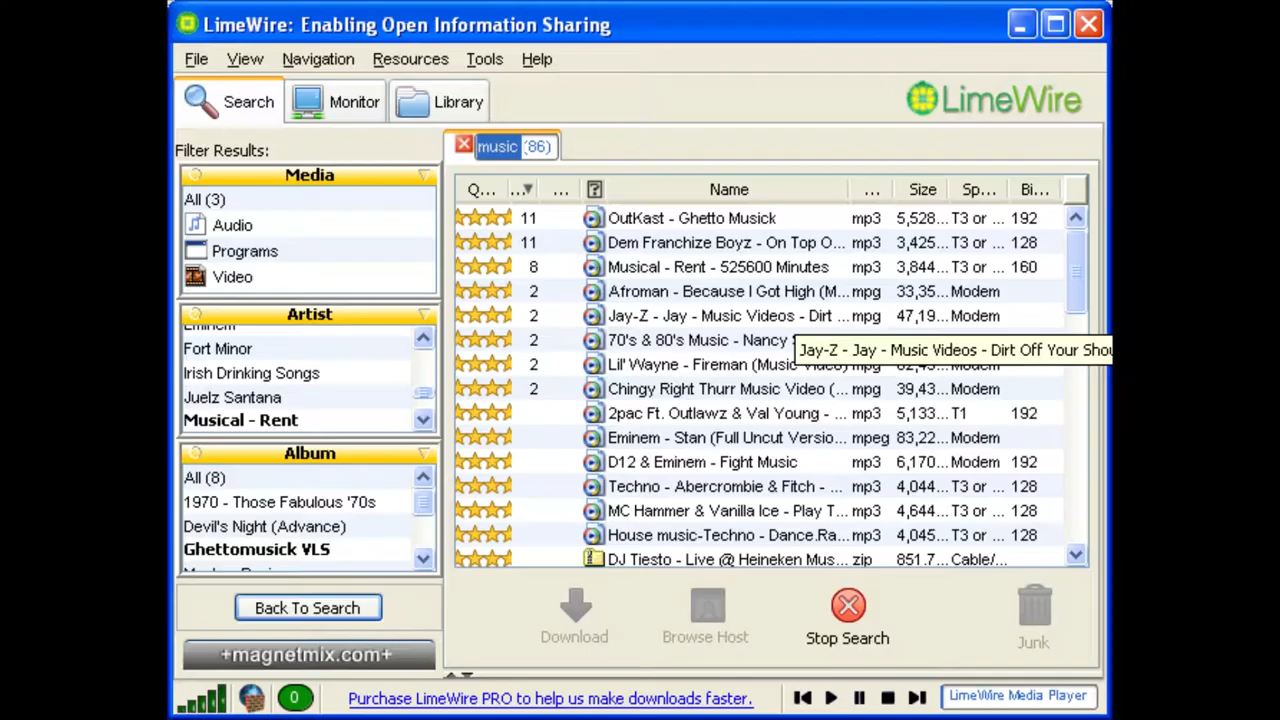 LimeWire: Enabling Open Information Sharing
File View Navigation Resources Tools Help
Search Monitor Library
LimeWire
Filter Results:
Media
All (3)
Audio
Programs
Video
Artist
Eminem
Fort Minor
Irish Drinking Songs
Juelz Santana
Musical - Rent
Album
All (8)
1970 - Those Fabulous '70s
Devil's Night (Advance)
Ghettomusick VLS
Back To Search
+magnetmix.com+
music (86)
Q... ...▼ ... ? Name ... Size Sp... Bi...
11 OutKast - Ghetto Musick mp3 5,528... T3 or ... 192
11 Dem Franchize Boyz - On Top O... mp3 3,425... T3 or ... 128
8 Musical - Rent - 525600 Minutes mp3 3,844... T3 or ... 160
2 Afroman - Because I Got High (M... mpg 33,35... Modem
2 Jay-Z - Jay - Music Videos - Dirt ... mpg 47,19... Modem
2 70's & 80's Music - Nancy
Jay-Z - Jay - Music Videos - Dirt Off Your Shou
2 Lil' Wayne - Fireman (Music Video) ... mpg 82,43... Modem
2 Chingy Right Thurr Music Video (... mpg 39,43... Modem
2pac Ft. Outlawz & Val Young - ... mp3 5,133... T1 192
Eminem - Stan (Full Uncut Versio... mpeg 83,22... Modem
D12 & Eminem - Fight Music mp3 6,170... Modem 192
Techno - Abercrombie & Fitch - ... mp3 4,044... T3 or ... 128
MC Hammer & Vanilla Ice - Play T... mp3 4,644... T3 or ... 128
House music-Techno - Dance.Ra... mp3 4,045... T3 or ... 128
DJ Tiesto - Live @ Heineken Mus... zip 851.7... Cable/...
Download Browse Host Stop Search Junk
0 Purchase LimeWire PRO to help us make downloads faster. LimeWire Media Player